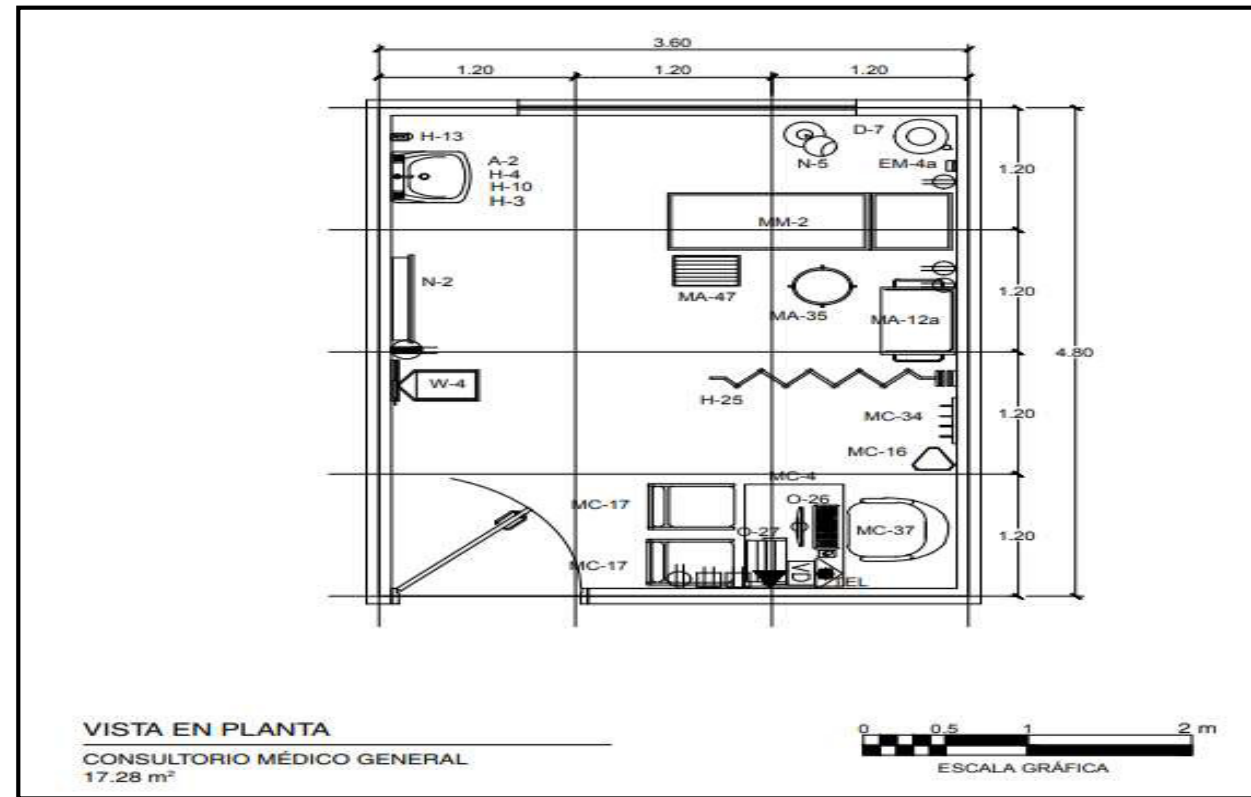 3.60
1.20 1.20 1.20
H-13
D-7
A-2
H-4
H-10
H-3
N-5
EM-4a
1.20
MM-2
N-2
MA-47
MA-35
MA-12a
1.20
4.80
W-4
H-25
MC-34
1.20
MC-16
MC-4
MC-17
O-26
O-27
MC-37
1.20
MC-17
VD
TEL
VISTA EN PLANTA
CONSULTORIO MÉDICO GENERAL
17.28 m²
0 0.5 1 2 m
ESCALA GRÁFICA